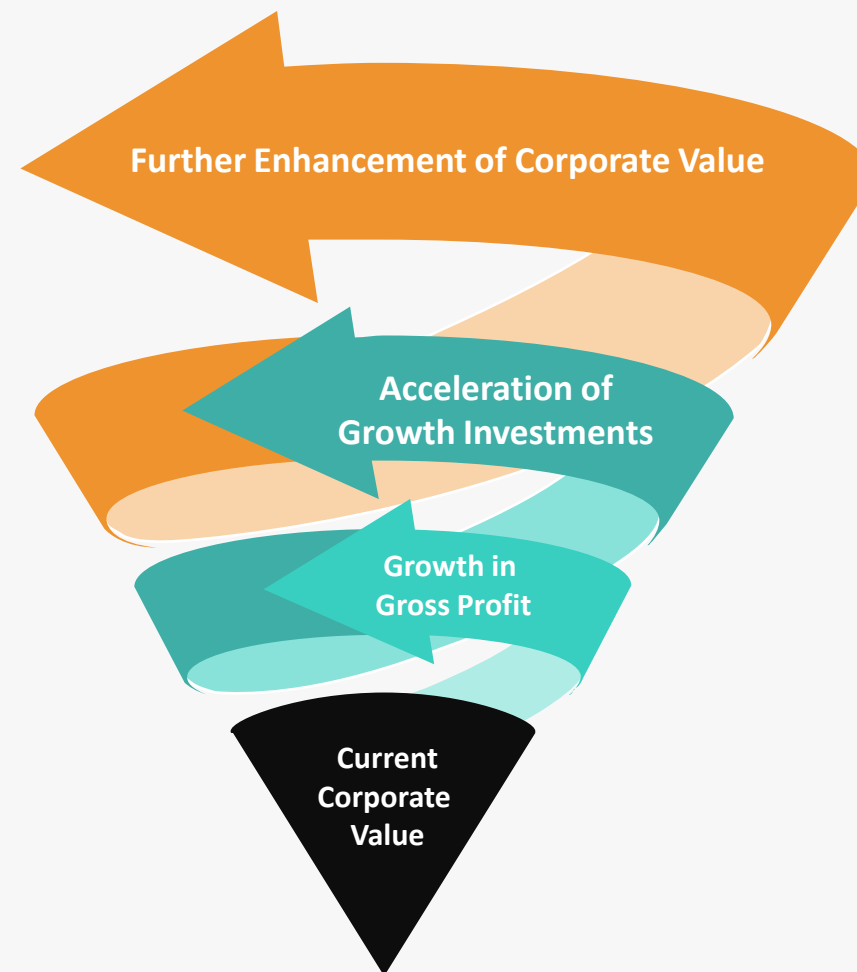 Further Enhancement of Corporate Value
Acceleration of
Growth Investments
Growth in
Gross Profit
Current
Corporate
Value